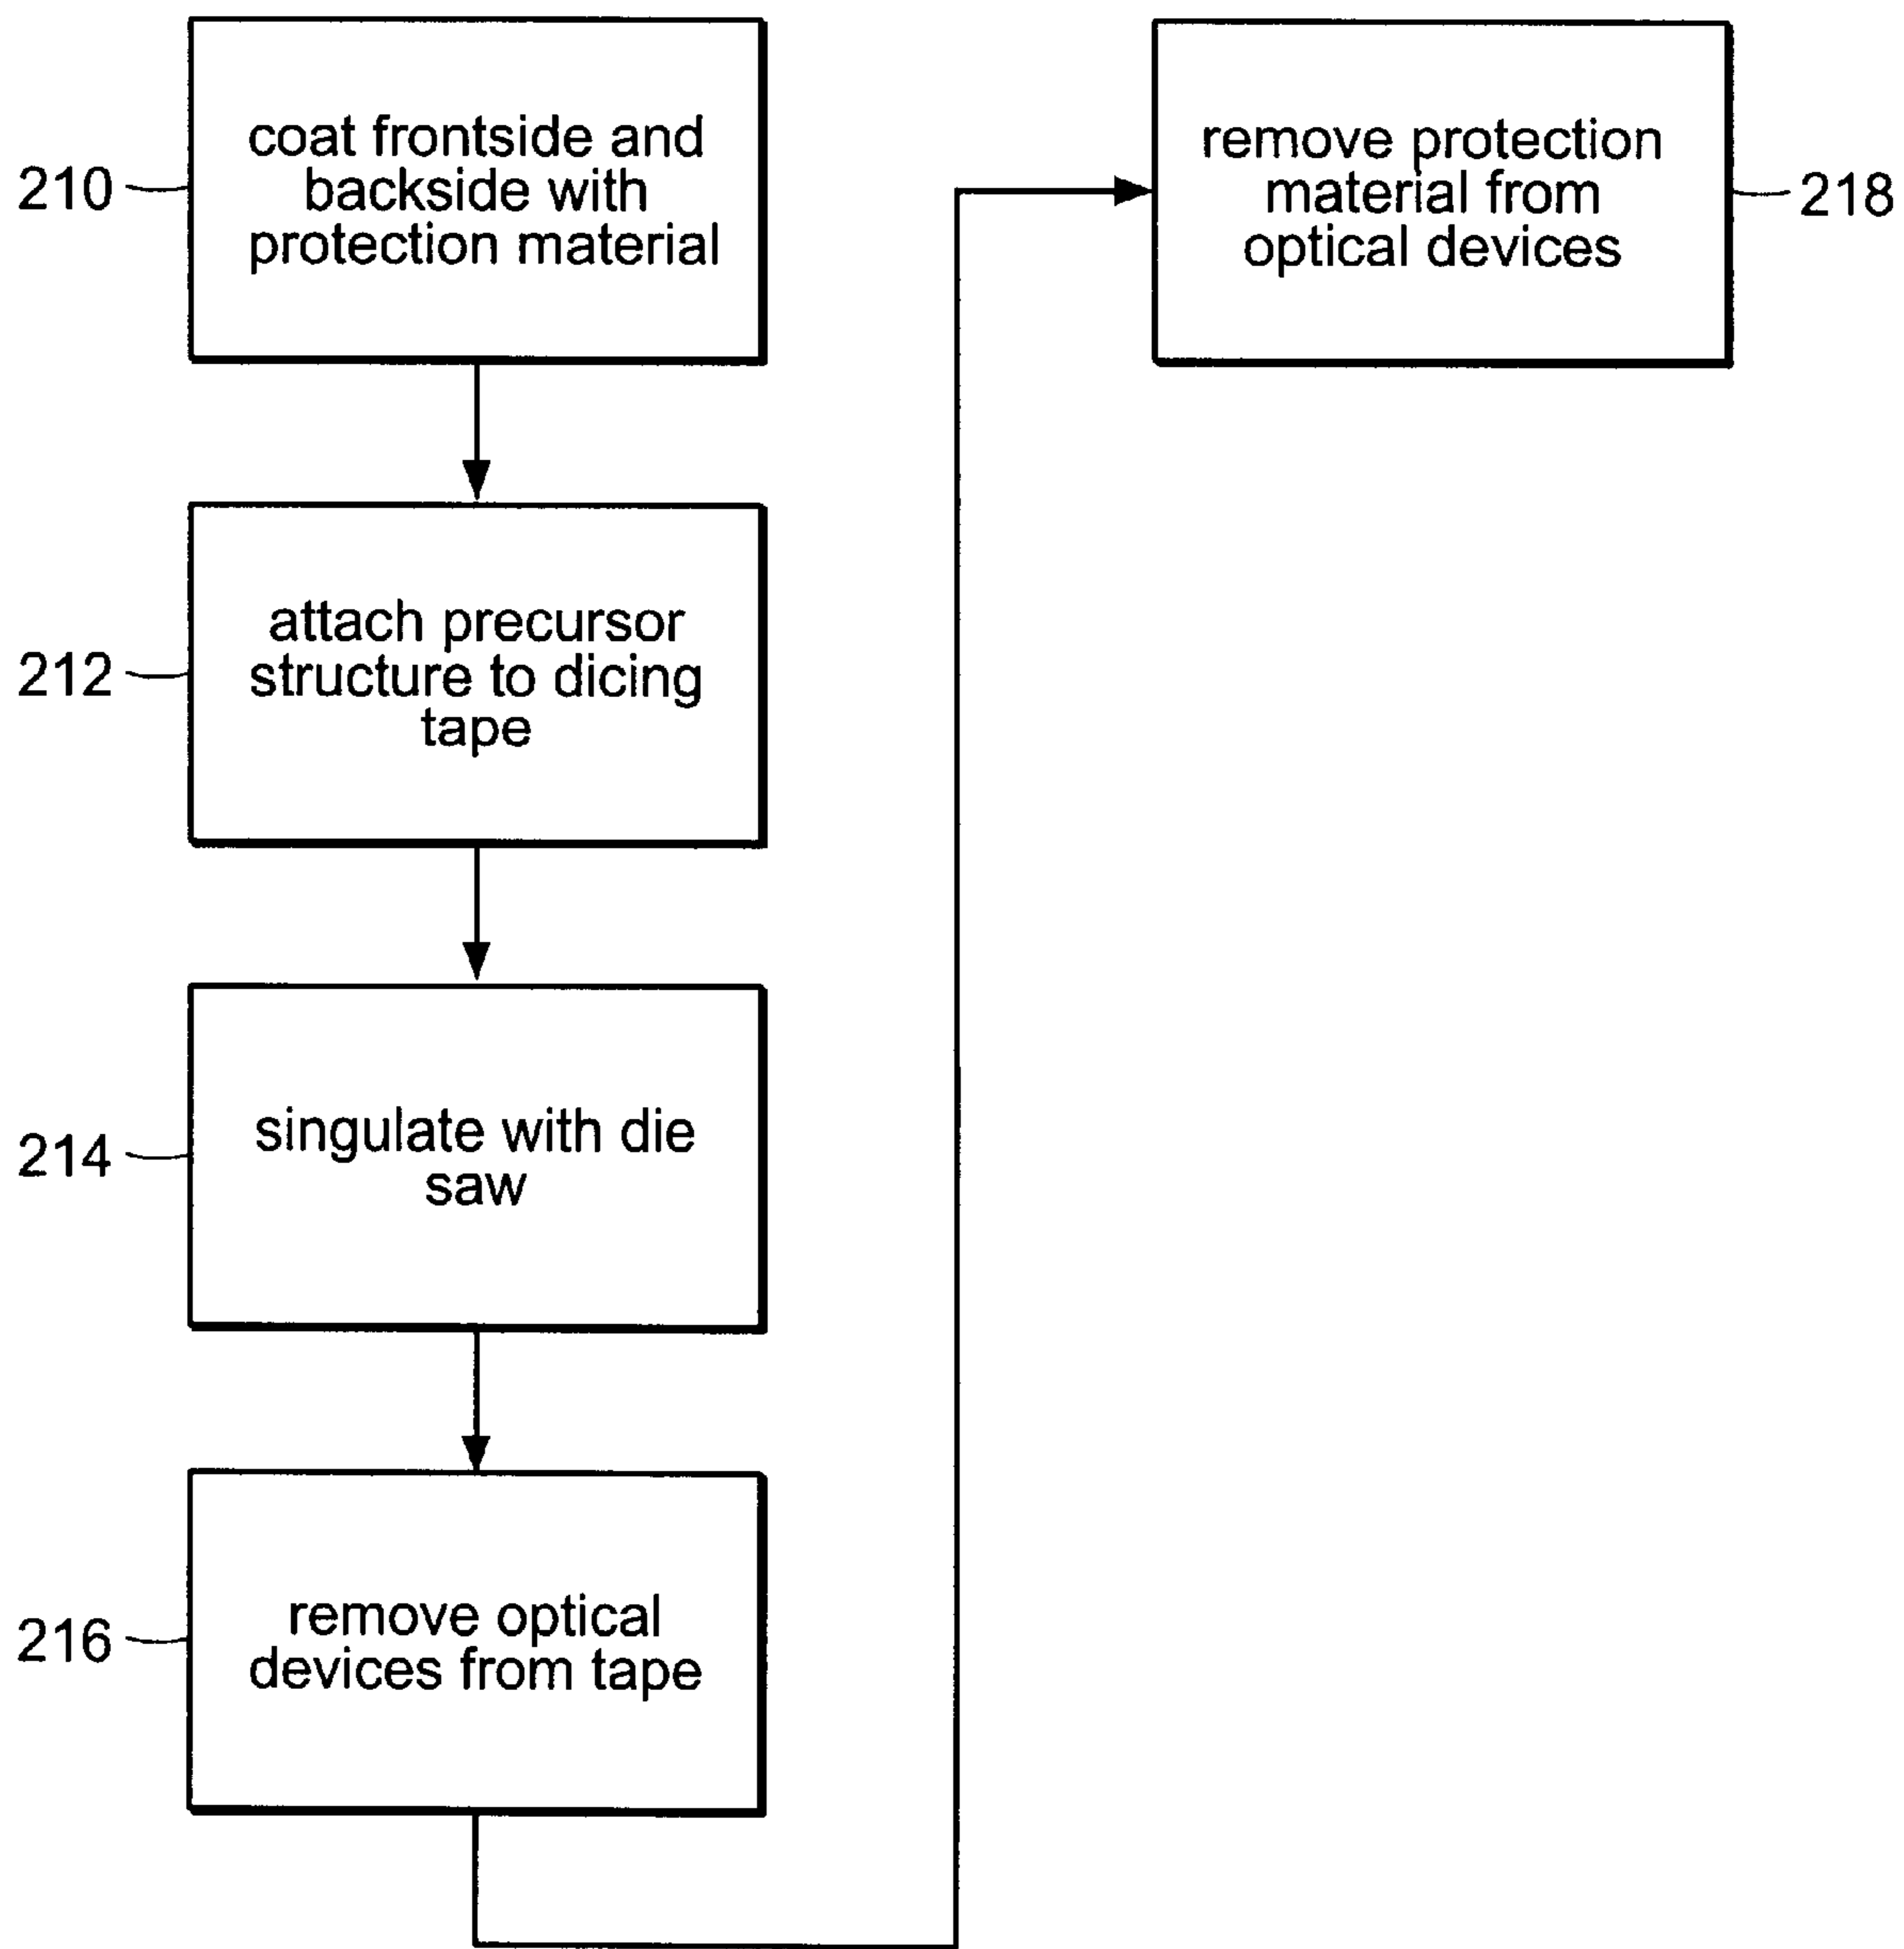 210
coat frontside and
backside with
protection material
212
attach precursor
structure to dicing
tape
214
singulate with die
saw
216
remove optical
devices from tape
remove protection
material from
optical devices
218